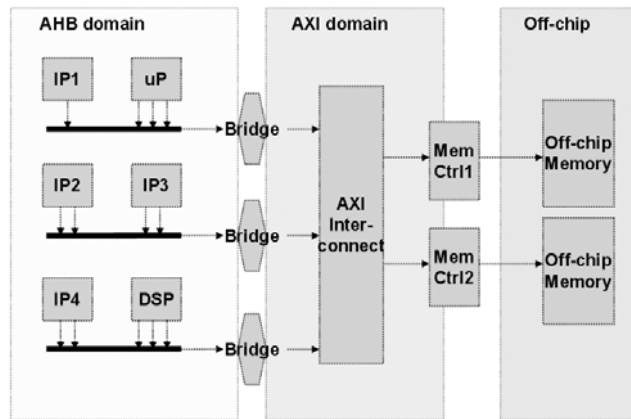 AHB domain
AXI domain
Off-chip
IP1
uP
Bridge
IP2
IP3
Bridge
IP4
DSP
Bridge
AXI
Inter-
connect
Mem
Ctrl1
Mem
Ctrl2
Off-chip
Memory
Off-chip
Memory